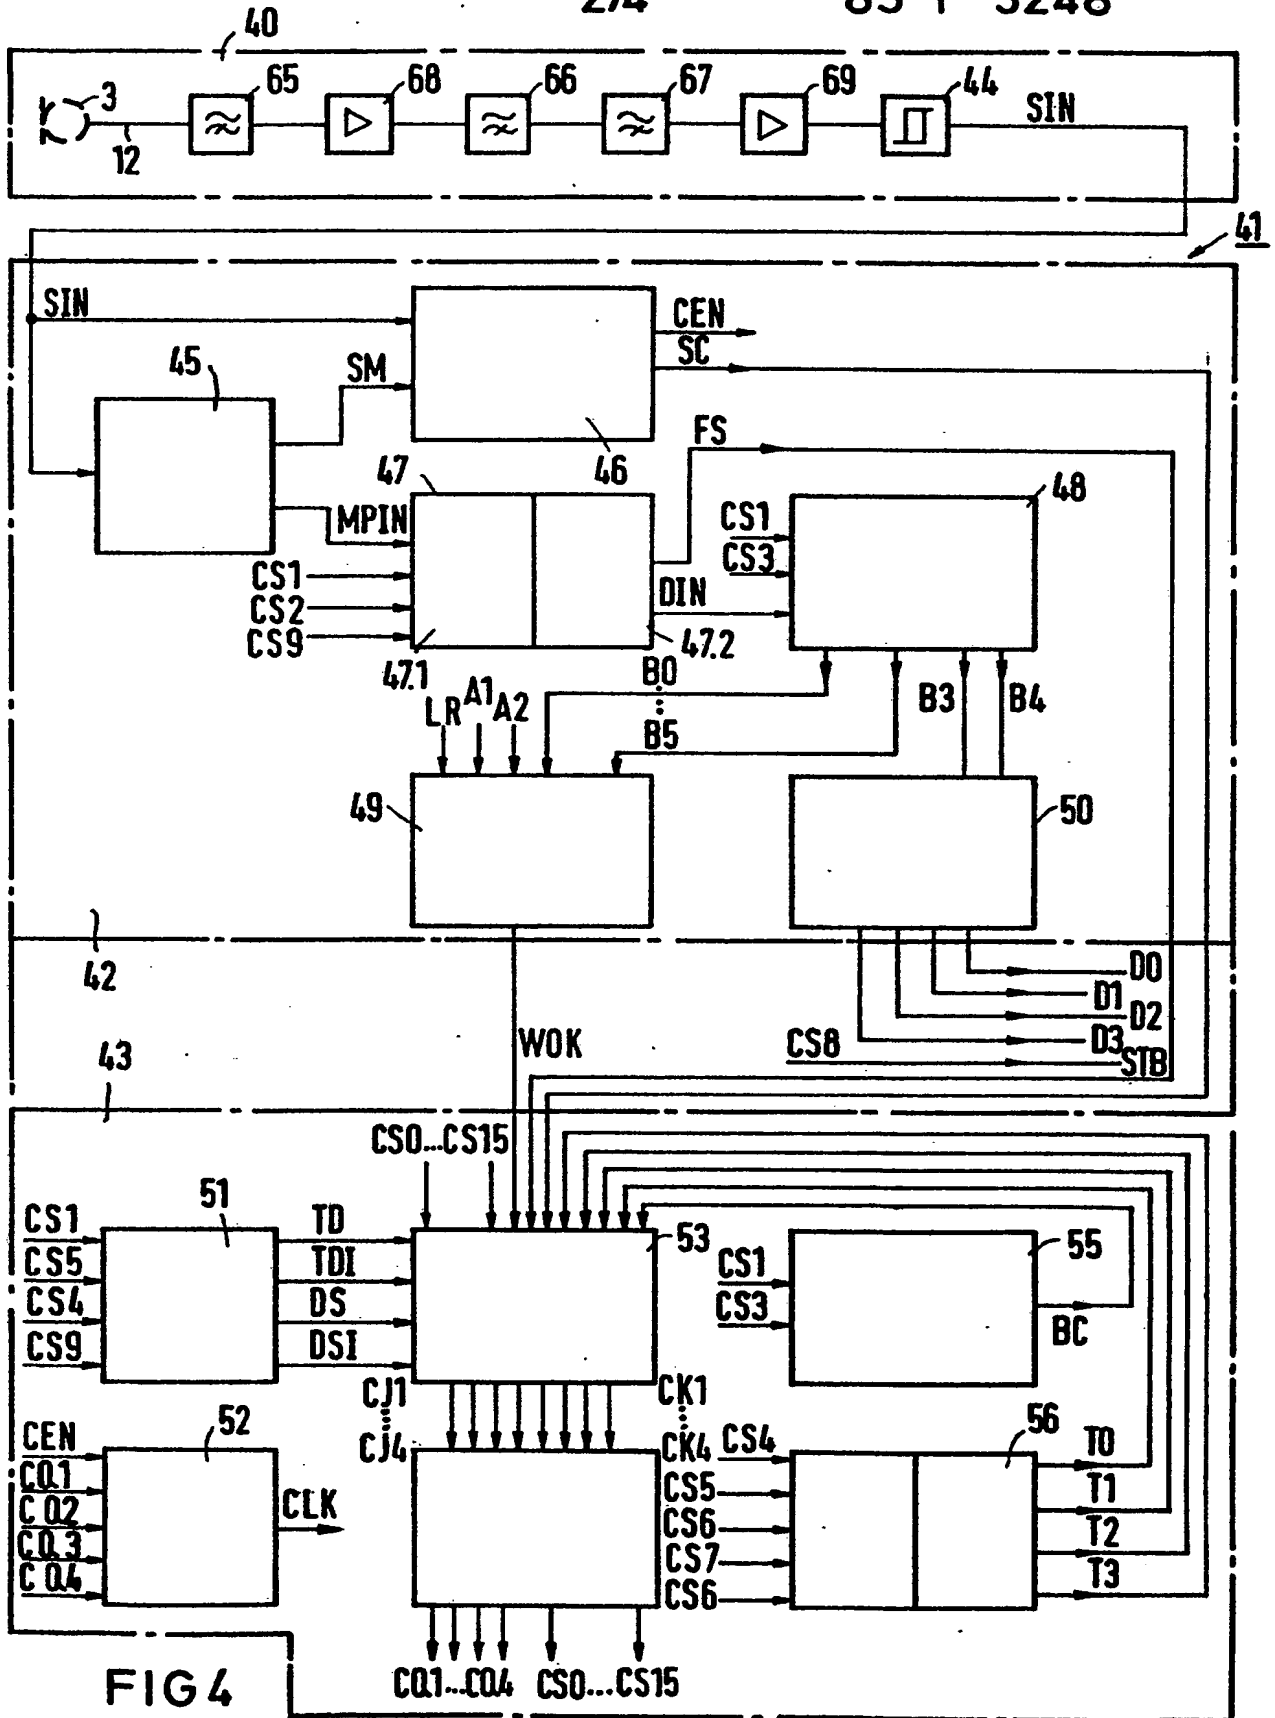 2/4 85 P 3248
40
3
12
65
68
66
67
69
44
SIN
41
SIN
CEN
SC
45
SM
46
FS
47
MPIN
CS1
CS2
CS9
47.1
47.2
DIN
48
CS1
CS3
B0
B5
B3
B4
LR
A1
A2
49
50
42
D0
D1
D2
D3
CS8
STB
WOK
43
CS0...CS15
51
CS1
CS5
CS4
CS9
TD
TDI
DS
DSI
53
55
CS1
CS3
BC
CJ1
CJ4
CK1
CK4
52
CEN
CQ1
CQ2
CQ3
CQ4
CLK
56
CS4
CS5
CS6
CS7
CS6
T0
T1
T2
T3
CQ1...CQ4
CS0...CS15
FIG 4